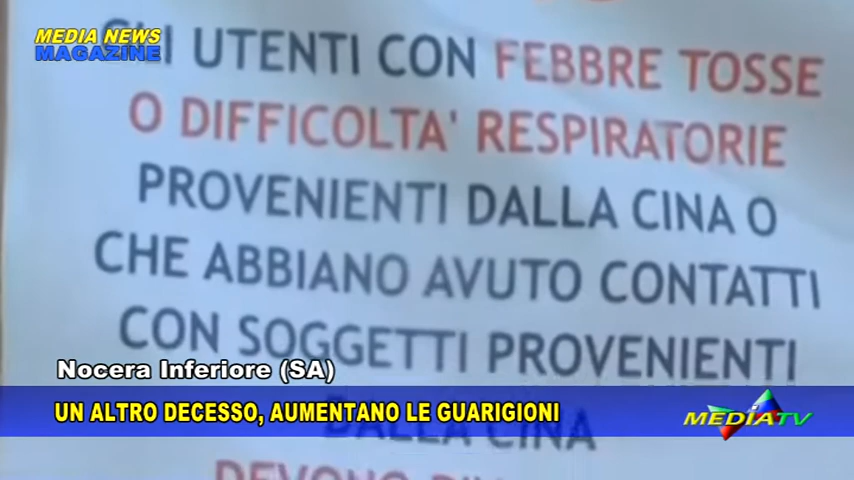 MEDIA NEWS
MAGAZINE
GLI UTENTI CON FEBBRE TOSSE
O DIFFICOLTA' RESPIRATORIE
PROVENIENTI DALLA CINA O
CHE ABBIANO AVUTO CONTATTI
CON SOGGETTI PROVENIENTI
Nocera Inferiore (SA)
UN ALTRO DECESSO, AUMENTANO LE GUARIGIONI
MEDIATV
DALLA CINA
DEVONO